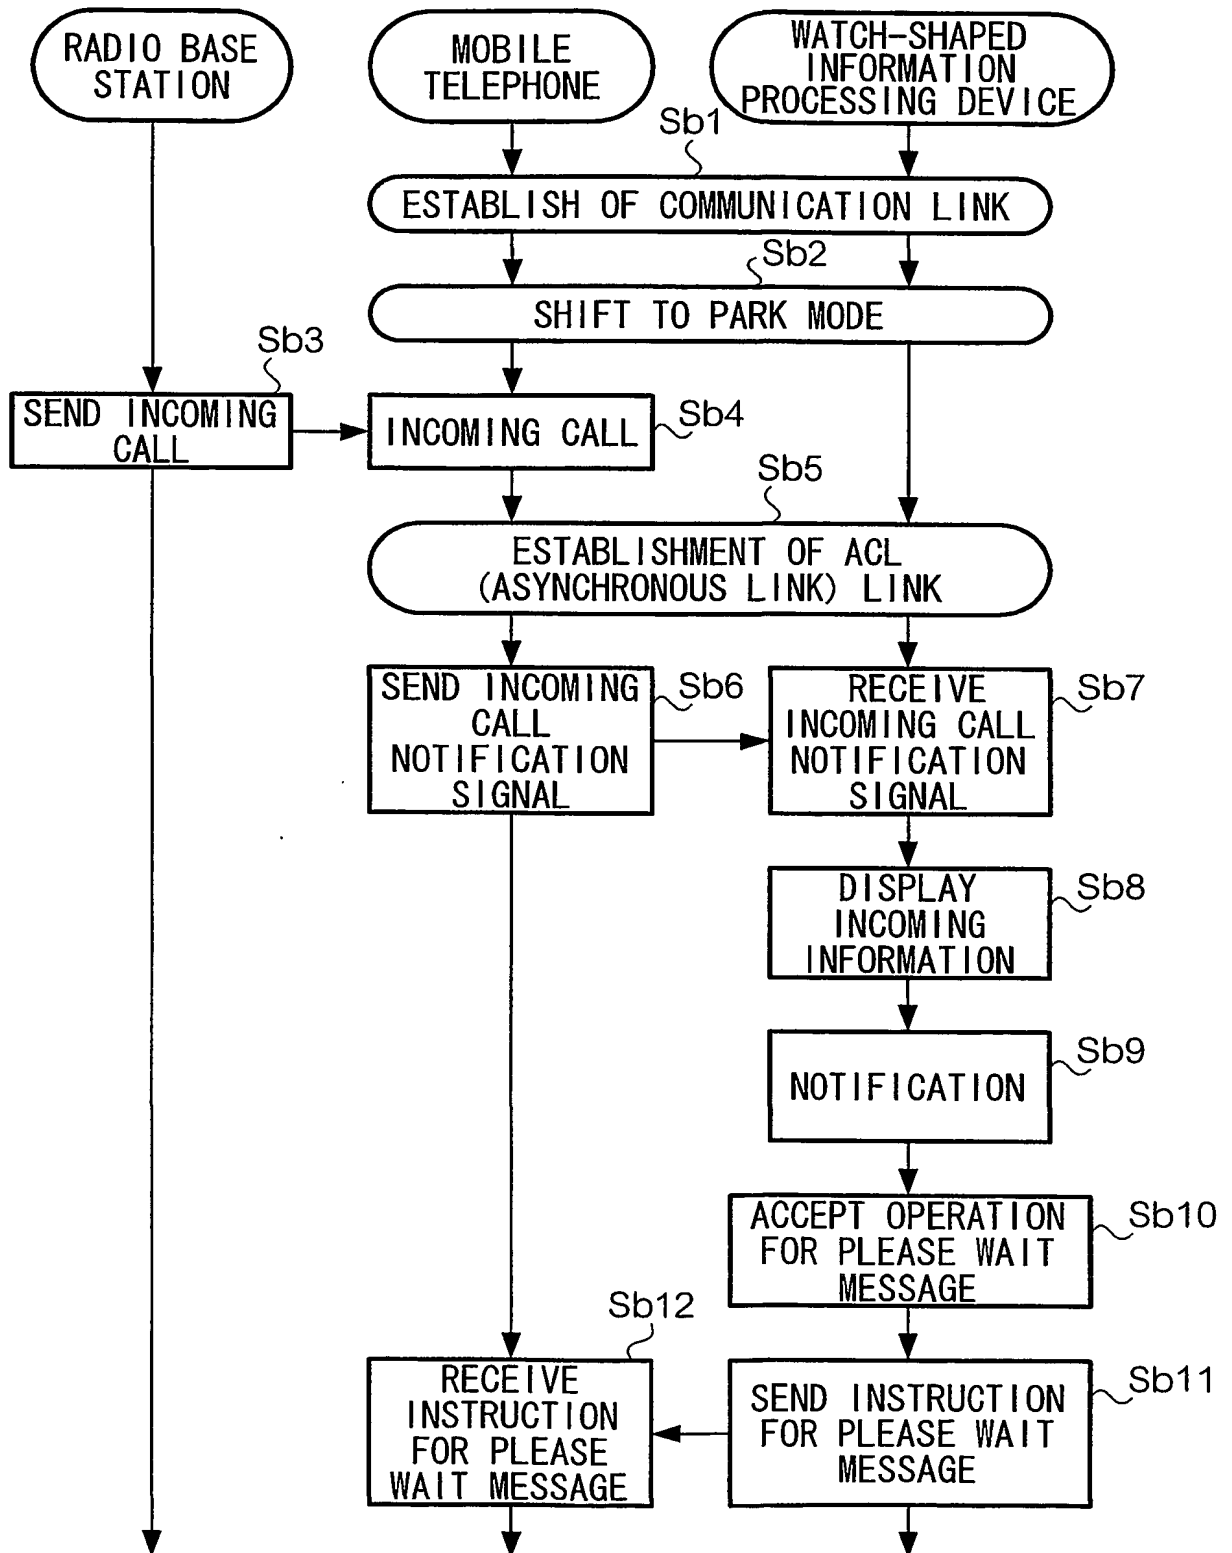 RADIO BASE
STATION
MOBILE
TELEPHONE
WATCH-SHAPED
INFORMATION
PROCESSING DEVICE
Sb1
ESTABLISH OF COMMUNICATION LINK
Sb2
SHIFT TO PARK MODE
Sb3
SEND INCOMING
CALL
INCOMING CALL
Sb4
Sb5
ESTABLISHMENT OF ACL
(ASYNCHRONOUS LINK) LINK
SEND INCOMING
CALL
NOTIFICATION
SIGNAL
Sb6
RECEIVE
INCOMING CALL
NOTIFICATION
SIGNAL
Sb7
DISPLAY
INCOMING
INFORMATION
Sb8
NOTIFICATION
Sb9
ACCEPT OPERATION
FOR PLEASE WAIT
MESSAGE
Sb10
Sb12
RECEIVE
INSTRUCTION
FOR PLEASE
WAIT MESSAGE
SEND INSTRUCTION
FOR PLEASE WAIT
MESSAGE
Sb11